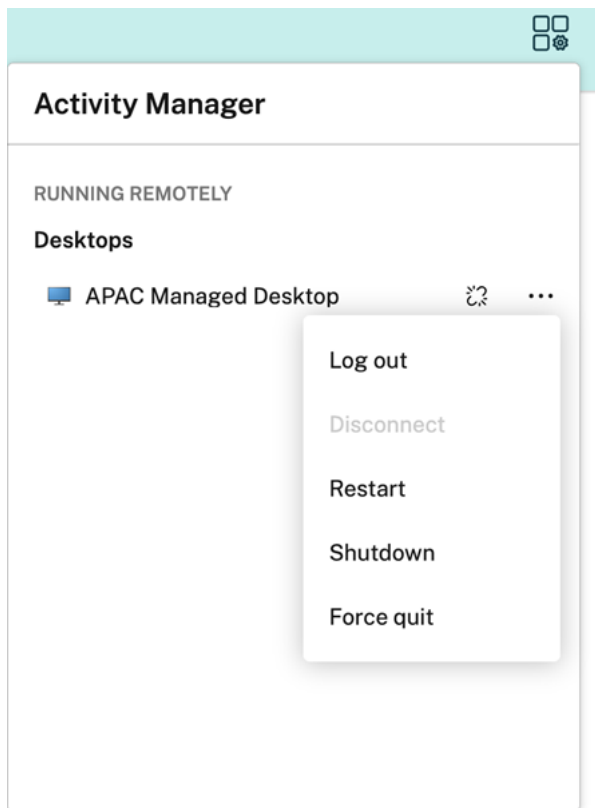 Activity Manager
RUNNING REMOTELY
Desktops
APAC Managed Desktop
Log out
Disconnect
Restart
Shutdown
Force quit